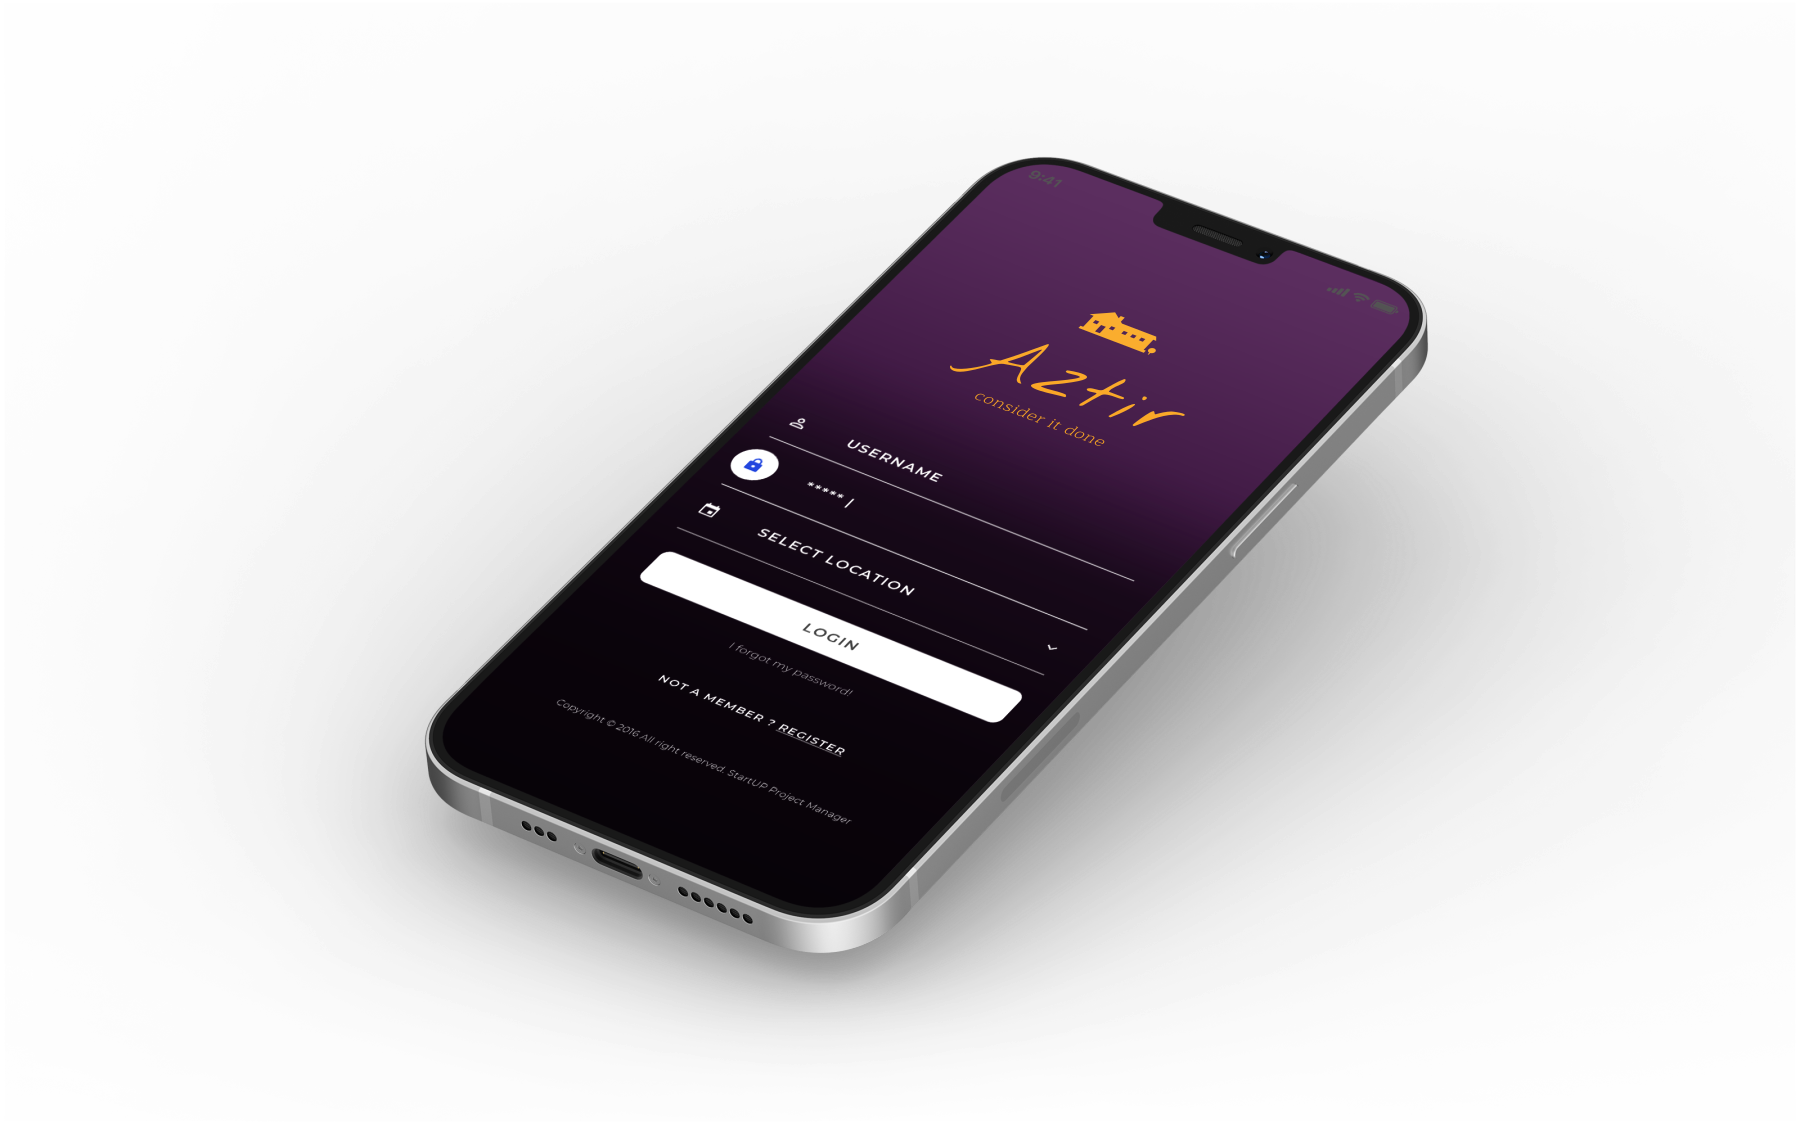 9:41
Aztir
consider it done
USERNAME
***** |
SELECT LOCATION
LOGIN
I forgot my password!
NOT A MEMBER ? REGISTER
Copyright © 2016 All right reserved. StartUP Project Manager